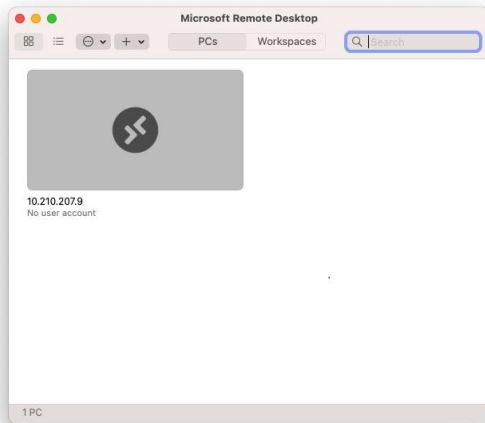 Microsoft Remote Desktop
PCs Workspaces Search
10.210.207.9
No user account
1 PC